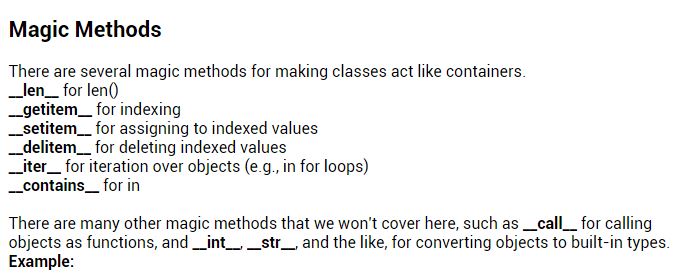 Magic Methods
There are several magic methods for making classes act like containers.
__len__ for len()
__getitem__ for indexing
__setitem__ for assigning to indexed values
__delitem__ for deleting indexed values
__iter__ for iteration over objects (e.g., in for loops)
__contains__ for in
There are many other magic methods that we won't cover here, such as __call__ for calling
objects as functions, and __int__, __str__, and the like, for converting objects to built-in types.
Example: